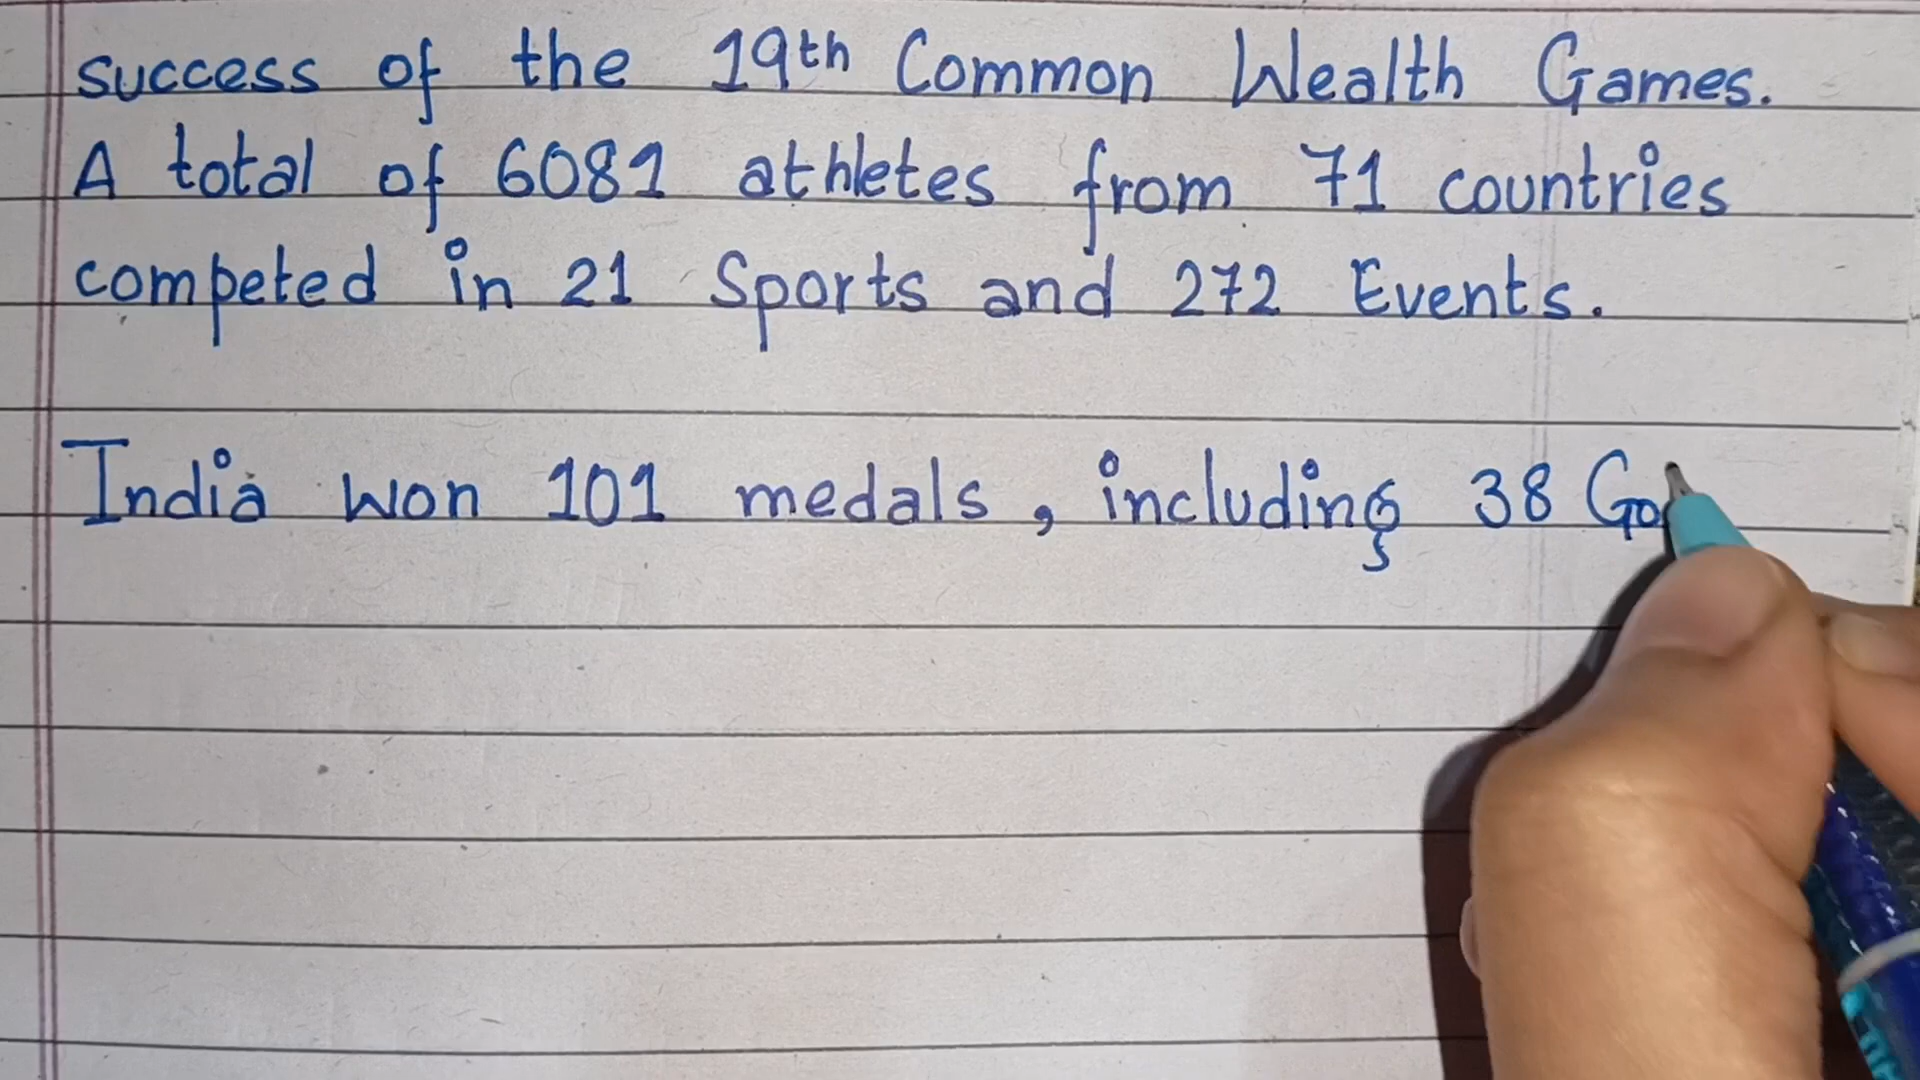 success of the 19th Common Wealth Games.
A total of 6081 athletes from 71 countries
competed in 21 Sports and 272 Events.
India won 101 medals, including 38 Go